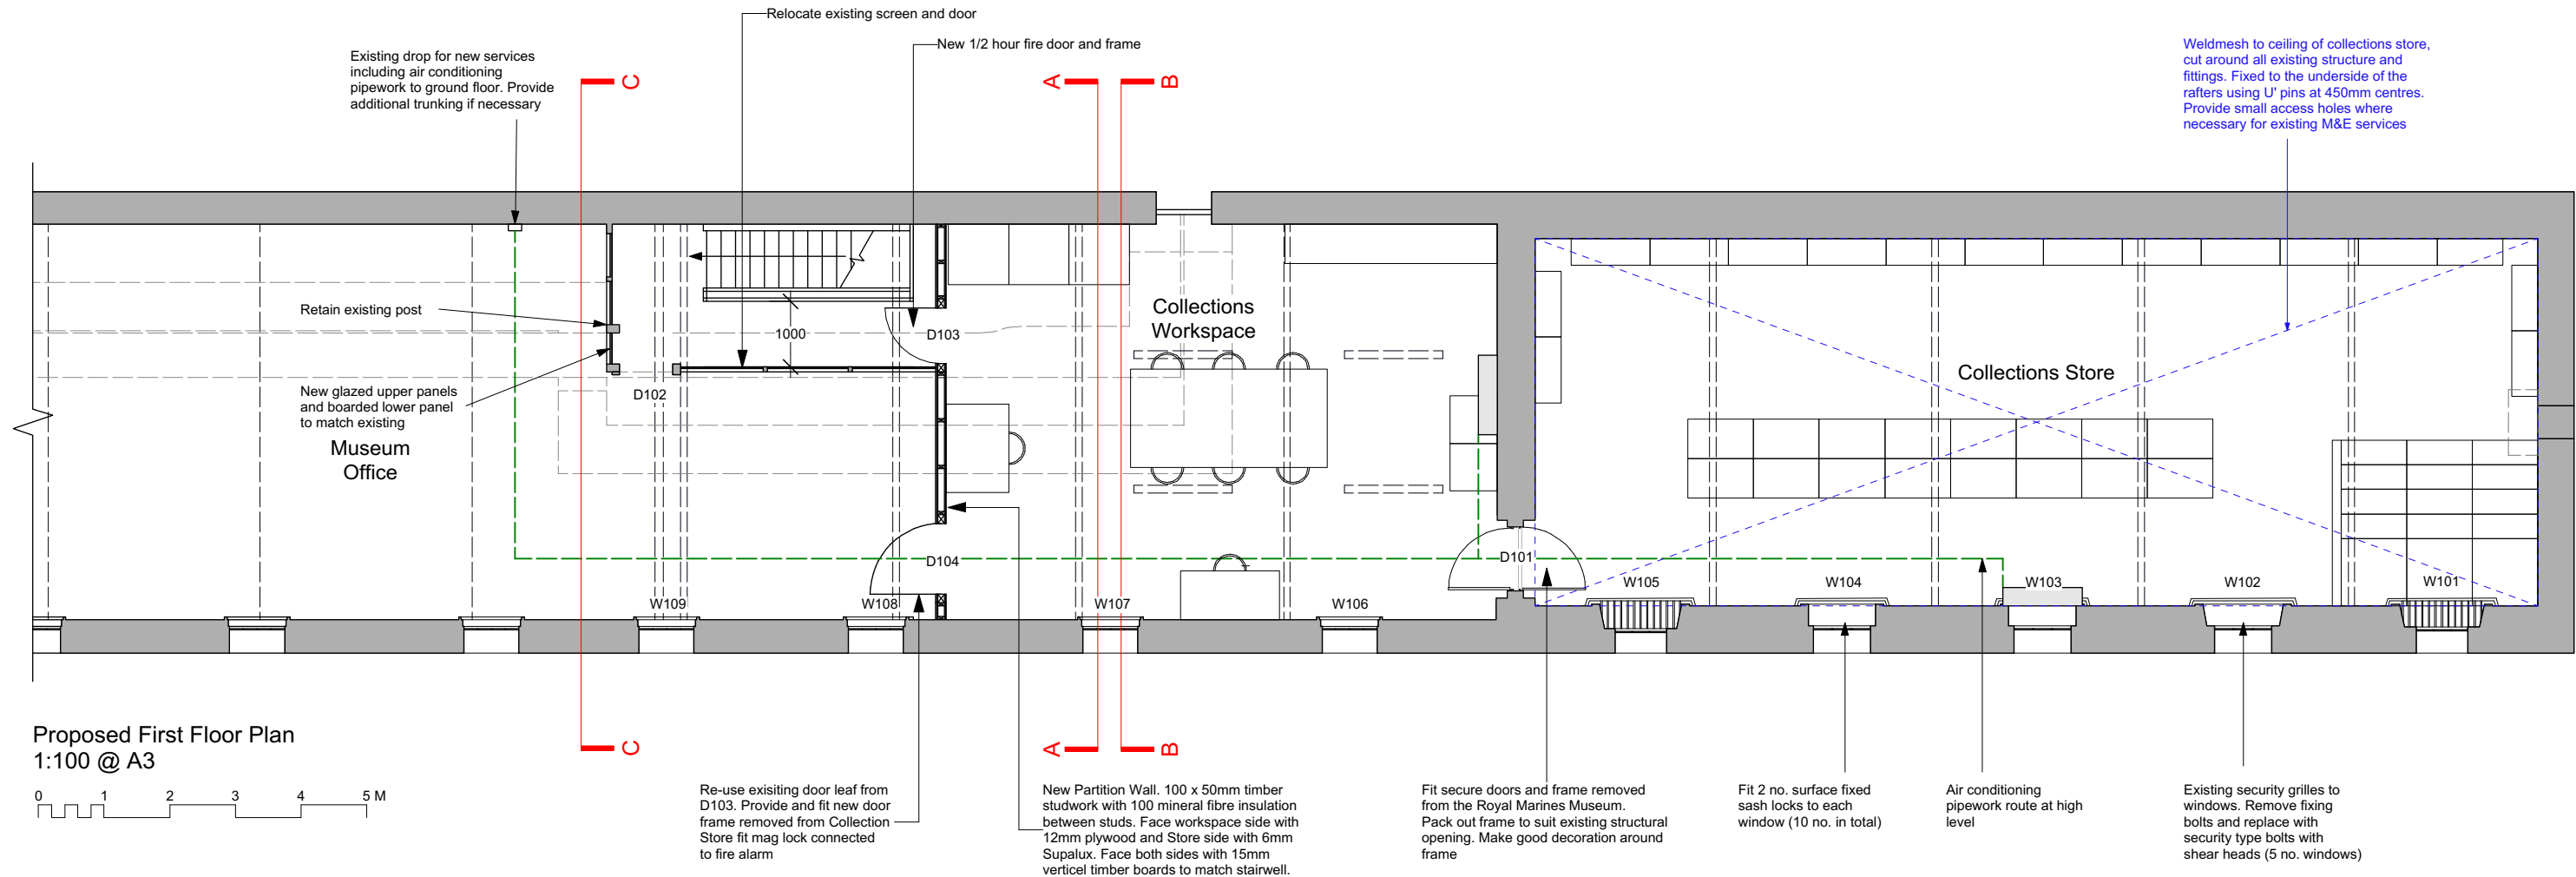 Relocate existing screen and door
New 1/2 hour fire door and frame
Existing drop for new services
including air conditioning
pipework to ground floor. Provide
additional trunking if necessary
C
A
B
Weldmesh to ceiling of collections store,
cut around all existing structure and
fittings. Fixed to the underside of the
rafters using U' pins at 450mm centres.
Provide small access holes where
necessary for existing M&E services
Retain existing post
1000
D103
Collections
Workspace
Collections Store
New glazed upper panels
and boarded lower panel
to match existing
D102
Museum
Office
D104
D101
W109
W108
W107
W106
W105
W104
W103
W102
W101
Proposed First Floor Plan
1:100 @ A3
0 1 2 3 4 5 M
C
A
B
Re-use exisiting door leaf from
D103. Provide and fit new door
frame removed from Collection
Store fit mag lock connected
to fire alarm
New Partition Wall. 100 x 50mm timber
studwork with 100 mineral fibre insulation
between studs. Face workspace side with
12mm plywood and Store side with 6mm
Supalux. Face both sides with 15mm
verticel timber boards to match stairwell.
Fit secure doors and frame removed
from the Royal Marines Museum.
Pack out frame to suit existing structural
opening. Make good decoration around
frame
Fit 2 no. surface fixed
sash locks to each
window (10 no. in total)
Air conditioning
pipework route at high
level
Existing security grilles to
windows. Remove fixing
bolts and replace with
security type bolts with
shear heads (5 no. windows)